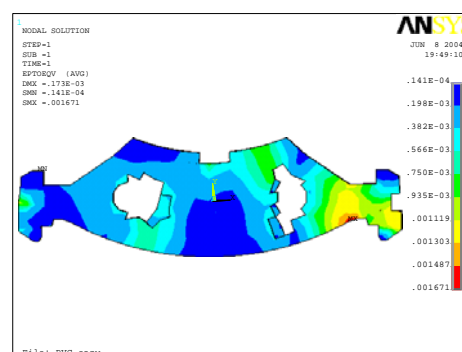 1
NODAL SOLUTION
STEP=1
SUB =1
TIME=1
EPTOEQV (AVG)
DMX =.173E-03
SMN =.141E-04
SMX =.001671
ANSYS
JUN 8 2004
19:49:10
.141E-04
.198E-03
.382E-03
.566E-03
.750E-03
.935E-03
.001119
.001303
.001487
.001671
MN
Z
MX